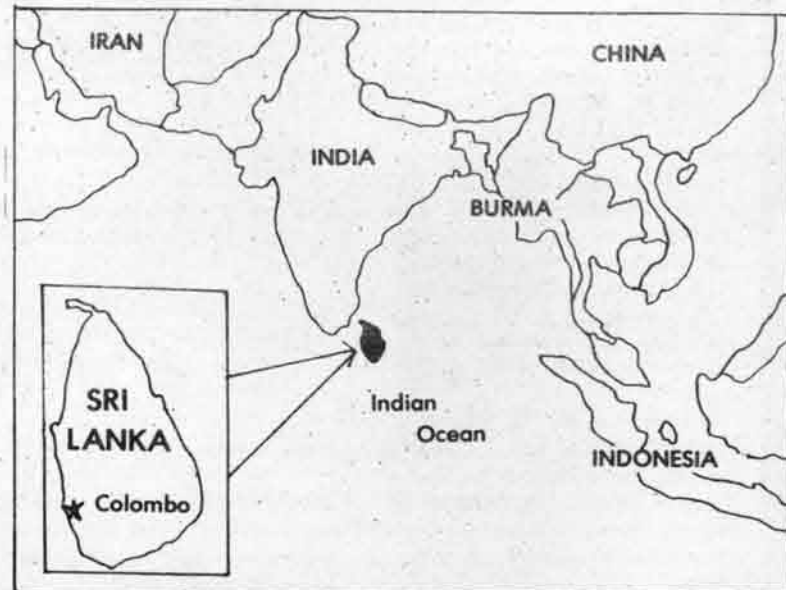 IRAN
CHINA
INDIA
BURMA
SRI
LANKA
Colombo
Indian
Ocean
INDONESIA